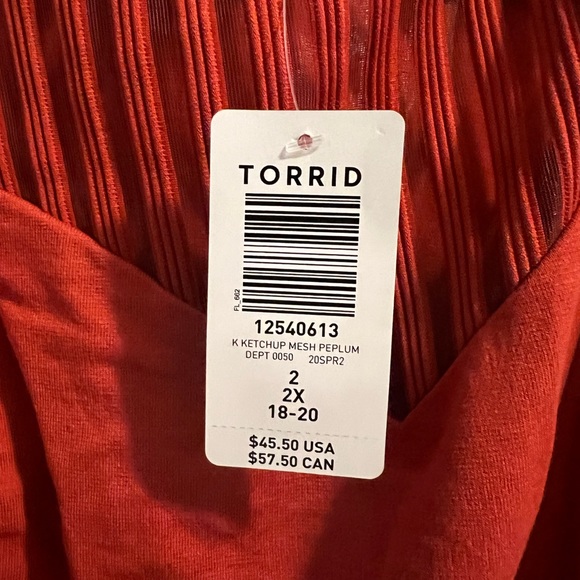 TORRID
FL_662
12540613
K KETCHUP MESH PEPLUM
DEPT 0050 20SPR2
2
2X
18-20
$45.50 USA
$57.50 CAN